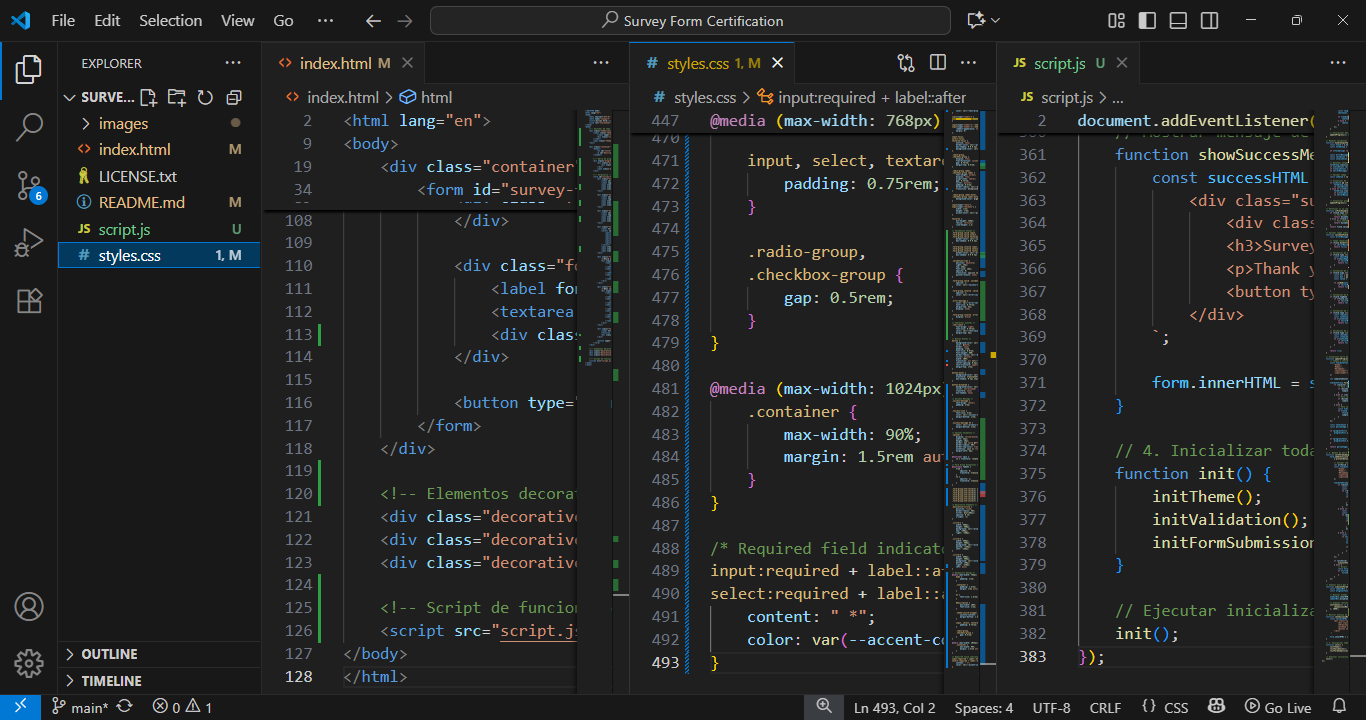 File Edit Selection View Go ··· Survey Form Certification
EXPLORER ···
SURVE...
images
index.html M
LICENSE.txt
README.md M
script.js U
styles.css 1, M
OUTLINE
TIMELINE
index.html M
index.html > html
2 <html lang="en">
9 <body>
19 <div class="container
34 <form id="survey-
108 </div>
109
110 <div class="fo
111 <label for
112 <textarea
113 <div clas
114 </div>
115
116 <button type="
117 </form>
118 </div>
119
120 <!-- Elementos decorat
121 <div class="decorative
122 <div class="decorative
123 <div class="decorative
124
125 <!-- Script de funcion
126 <script src="script.js
127 </body>
128 </html>
# styles.css 1, M
# styles.css > input:required + label::after
447 @media (max-width: 768px)
470
471 input, select, textare
472 padding: 0.75rem;
473 }
474
475 .radio-group,
476 .checkbox-group {
477 gap: 0.5rem;
478 }
479 }
480
481 @media (max-width: 1024px
482 .container {
483 max-width: 90%;
484 margin: 1.5rem au
485 }
486 }
487
488 /* Required field indicato
489 input:required + label::a
490 select:required + label::
491 content: " *";
492 color: var(--accent-co
493 }
JS script.js U
JS script.js > ...
2 document.addEventListener(
360 // Mostrar mensaje de
361 function showSuccessMe
362 const successHTML
363 <div class="su
364 <div class
365 <h3>Survey
366 <p>Thank y
367 <button ty
368 </div>
369 `;
370
371 form.innerHTML = s
372 }
373
374 // 4. Inicializar toda
375 function init() {
376 initTheme();
377 initValidation();
378 initFormSubmission
379 }
380
381 // Ejecutar inicializa
382 init();
383 });
6
main* 0 1 Ln 493, Col 2 Spaces: 4 UTF-8 CRLF {} CSS Go Live